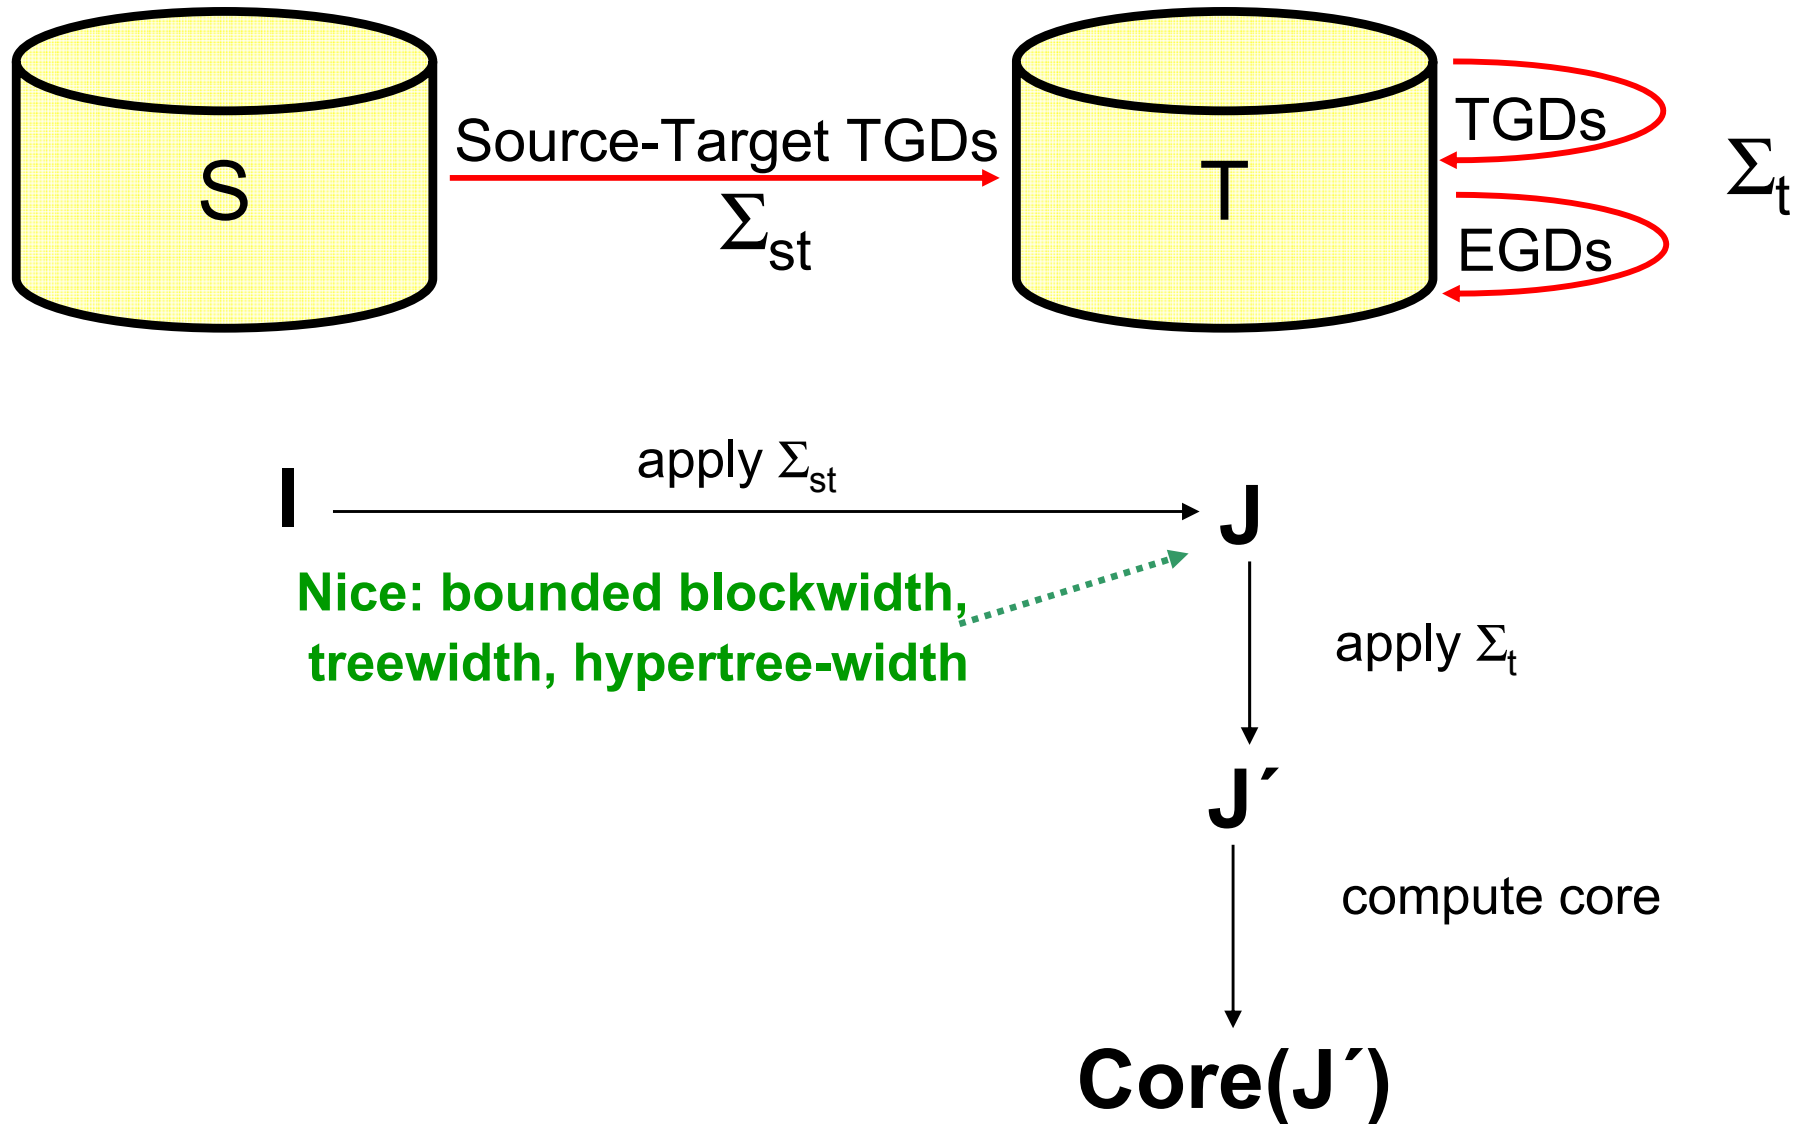 S
Source-Target TGDs
Σst
T
TGDs
EGDs
Σt
I
apply Σst
J
Nice: bounded blockwidth,
treewidth, hypertree-width
apply Σt
J´
compute core
Core(J´)